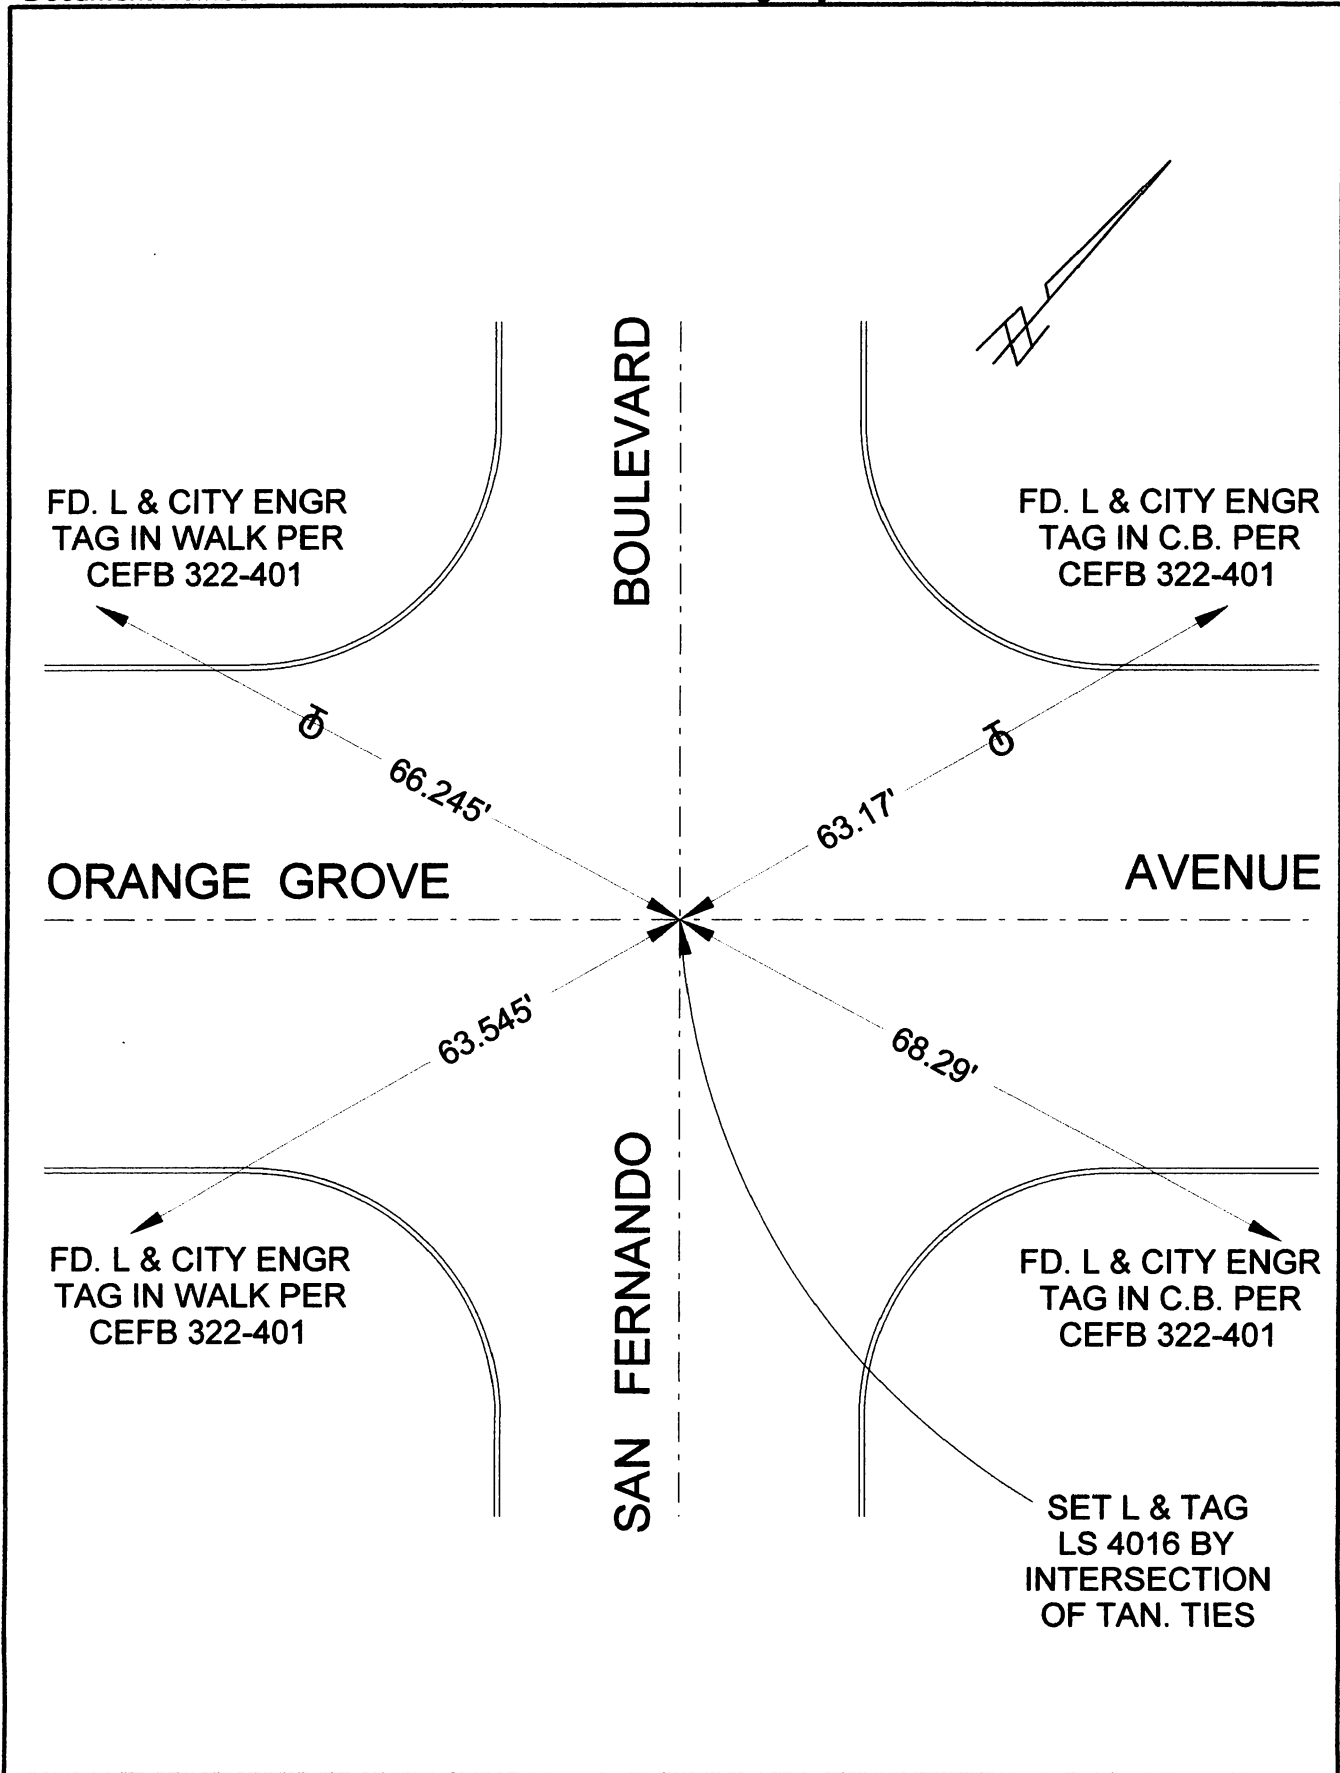 BOULEVARD
FD. L & CITY ENGR
TAG IN WALK PER
CEFB 322-401
FD. L & CITY ENGR
TAG IN C.B. PER
CEFB 322-401
66.245'
63.17'
ORANGE GROVE
AVENUE
63.545'
68.29'
SAN FERNANDO
FD. L & CITY ENGR
TAG IN WALK PER
CEFB 322-401
FD. L & CITY ENGR
TAG IN C.B. PER
CEFB 322-401
SET L & TAG
LS 4016 BY
INTERSECTION
OF TAN. TIES